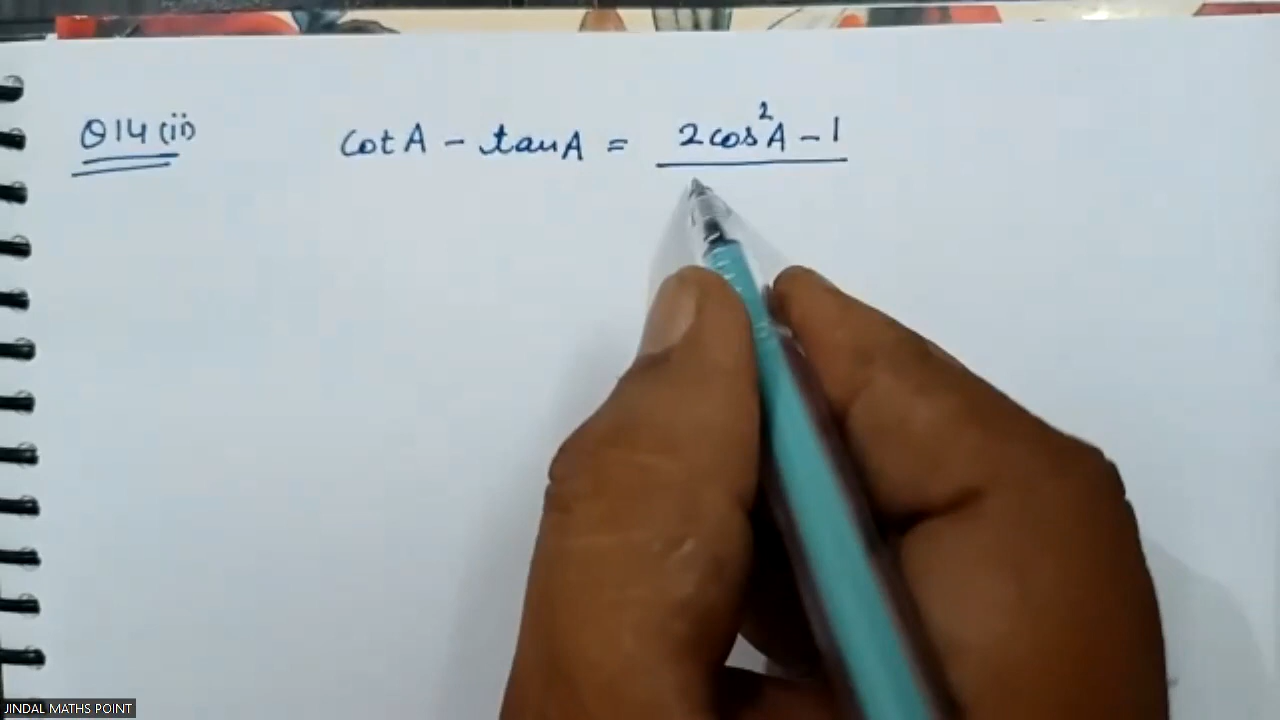 Q14 (ii) cot A - tan A = 2cos²A - 1
JINDAL MATHS POINT